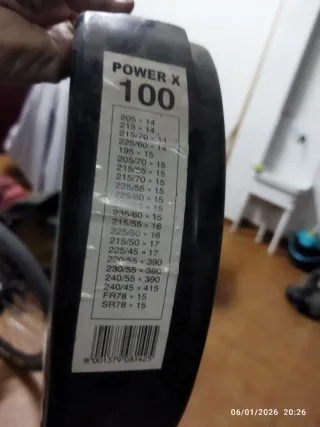 POWER X
100
205 × 14
215 × 14
215/70 × 14
225/60 × 14
195 × 15
205/70 × 15
215/65 × 15
215/70 × 15
225/55 × 15
225/60 × 15
235/60 × 15
215/55 × 16
225/50 × 16
215/50 × 17
225/45 × 17
220/55 × 390
230/55 × 390
240/55 × 390
240/45 × 415
FR78 × 15
SR78 × 15
06/01/2026 20:26